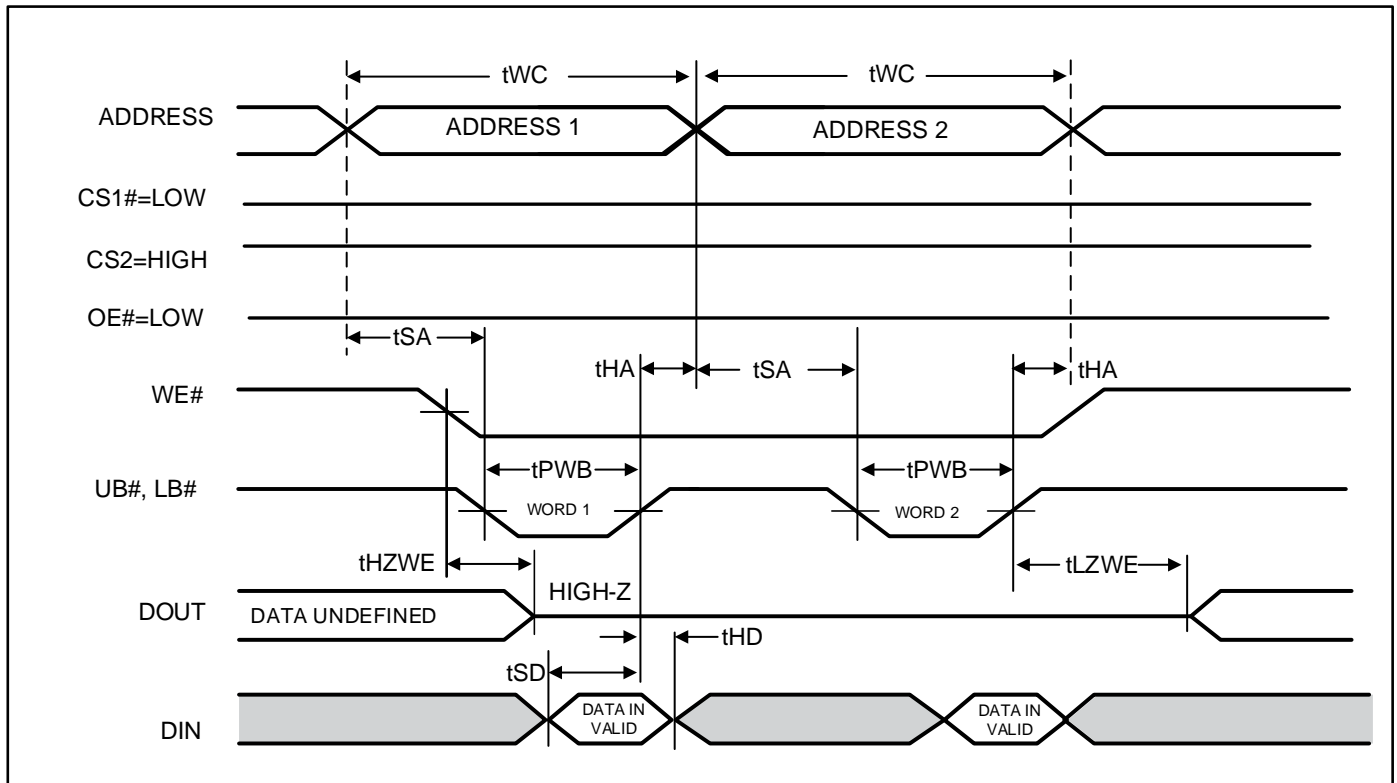 tWC tWC
ADDRESS ADDRESS 1 ADDRESS 2
CS1#=LOW
CS2=HIGH
OE#=LOW
tSA
tHA tSA tHA
WE#
tPWB tPWB
UB#, LB# WORD 1 WORD 2
tHZWE tLZWE
HIGH-Z
DOUT DATA UNDEFINED
tHD
tSD
DIN DATA IN DATA IN
VALID VALID